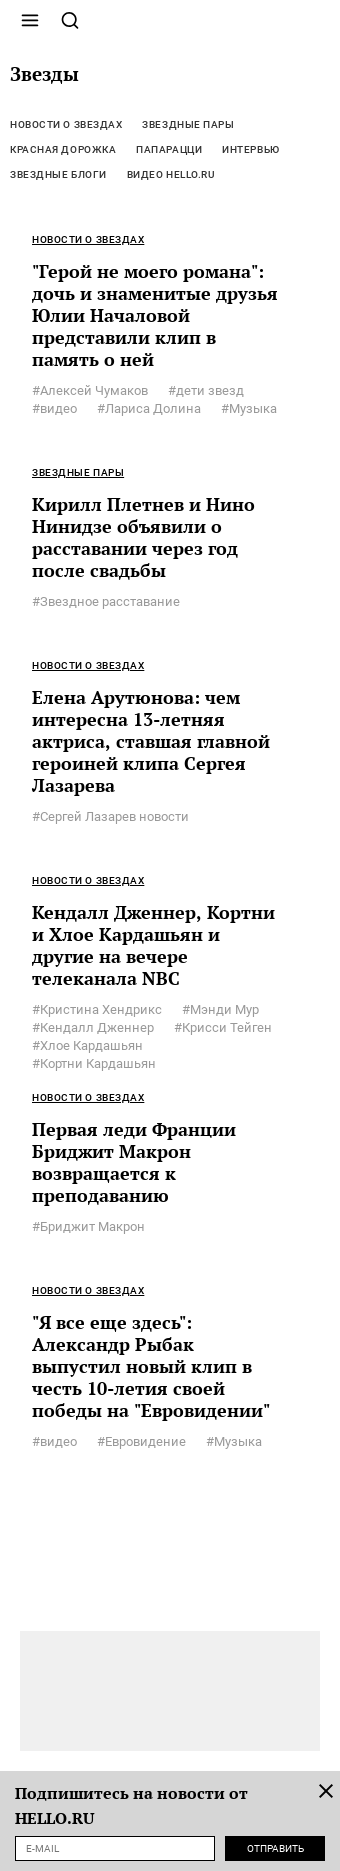 Звезды
НОВОСТИ О ЗВЕЗДАХ ЗВЕЗДНЫЕ ПАРЫ
КРАСНАЯ ДОРОЖКА ПАПАРАЦЦИ ИНТЕРВЬЮ
ЗВЕЗДНЫЕ БЛОГИ ВИДЕО HELLO.RU
НОВОСТИ О ЗВЕЗДАХ
"Герой не моего романа":
дочь и знаменитые друзья
Юлии Началовой
представили клип в
память о ней
#Алексей Чумаков #дети звезд
#видео #Лариса Долина #Музыка
ЗВЕЗДНЫЕ ПАРЫ
Кирилл Плетнев и Нино
Нинидзе объявили о
расставании через год
после свадьбы
#Звездное расставание
НОВОСТИ О ЗВЕЗДАХ
Елена Арутюнова: чем
интересна 13-летняя
актриса, ставшая главной
героиней клипа Сергея
Лазарева
#Сергей Лазарев новости
НОВОСТИ О ЗВЕЗДАХ
Кендалл Дженнер, Кортни
и Хлое Кардашьян и
другие на вечере
телеканала NBC
#Кристина Хендрикс #Мэнди Мур
#Кендалл Дженнер #Крисси Тейген
#Хлое Кардашьян
#Кортни Кардашьян
НОВОСТИ О ЗВЕЗДАХ
Первая леди Франции
Бриджит Макрон
возвращается к
преподаванию
#Бриджит Макрон
НОВОСТИ О ЗВЕЗДАХ
"Я все еще здесь":
Александр Рыбак
выпустил новый клип в
честь 10-летия своей
победы на "Евровидении"
#видео #Евровидение #Музыка
Подпишитесь на новости от
HELLO.RU
E-MAIL ОТПРАВИТЬ